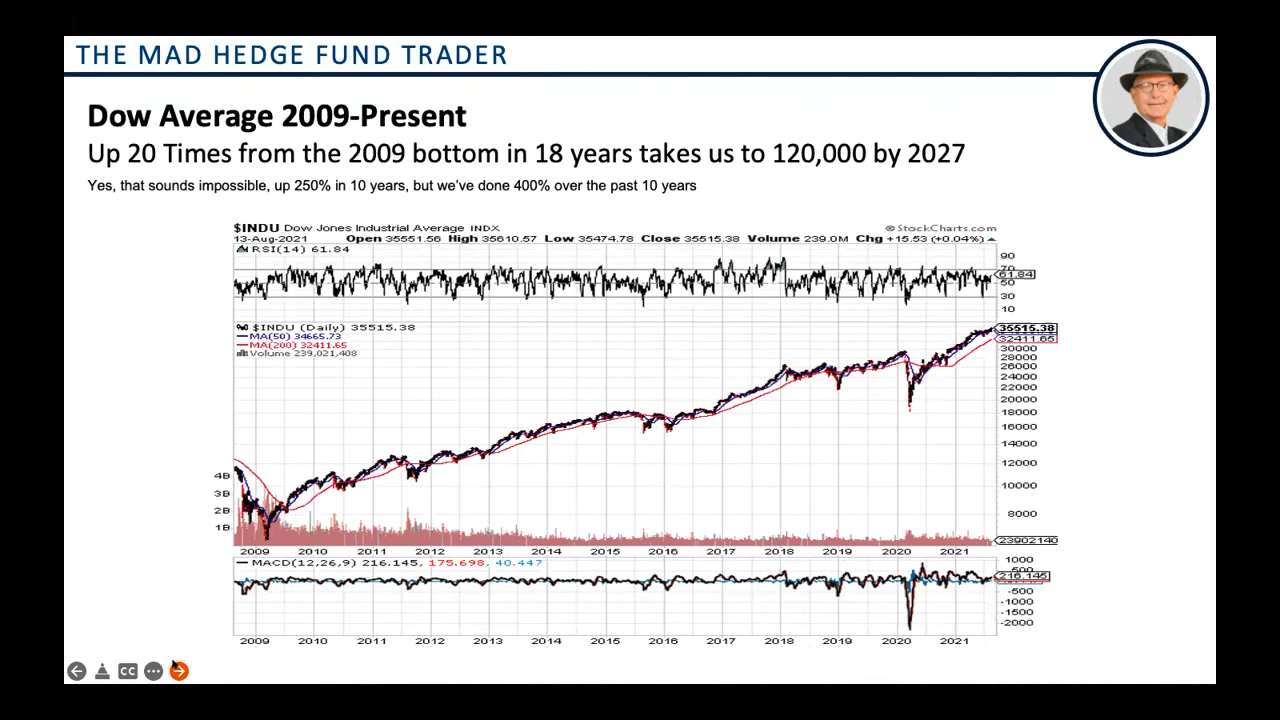 THE MAD HEDGE FUND TRADER
Dow Average 2009-Present
Up 20 Times from the 2009 bottom in 18 years takes us to 120,000 by 2027
Yes, that sounds impossible, up 250% in 10 years, but we’ve done 400% over the past 10 years
$INDU Dow Jones Industrial Average INDX
© StockCharts.com
13-Aug-2021 Open 35551.56 High 35610.57 Low 35474.78 Close 35515.38 Volume 239.0M Chg +15.53 (+0.04%)
RSI(14) 61.84
90
70
61.84
50
30
10
$INDU (Daily) 35515.38
MA(50) 34665.73
MA(200) 32411.65
Volume 239,021,408
35515.38
32411.65
30000
28000
26000
24000
22000
20000
18000
16000
14000
12000
10000
8000
4B
3B
2B
1B
23902140
2009 2010 2011 2012 2013 2014 2015 2016 2017 2018 2019 2020 2021
MACD(12,26,9) 216.145, 175.698, 40.447
1000
500
216.145
-500
-1000
-1500
-2000
2009 2010 2011 2012 2013 2014 2015 2016 2017 2018 2019 2020 2021
CC